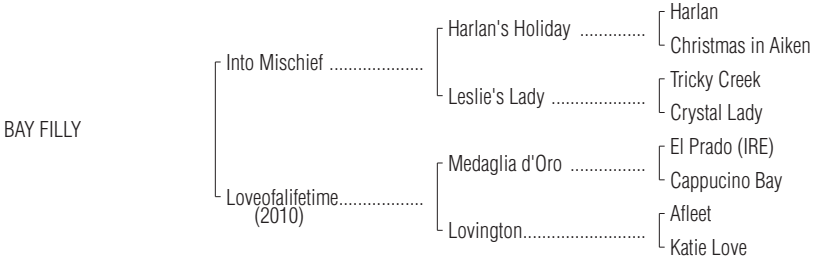 Harlan
Harlan's Holiday ..............
Christmas in Aiken
Into Mischief ....................
Tricky Creek
Leslie's Lady ....................
Crystal Lady
BAY FILLY
El Prado (IRE)
Medaglia d'Oro ................
Cappucino Bay
Loveofalifetime..................
(2010)
Afleet
Lovington..........................
Katie Love